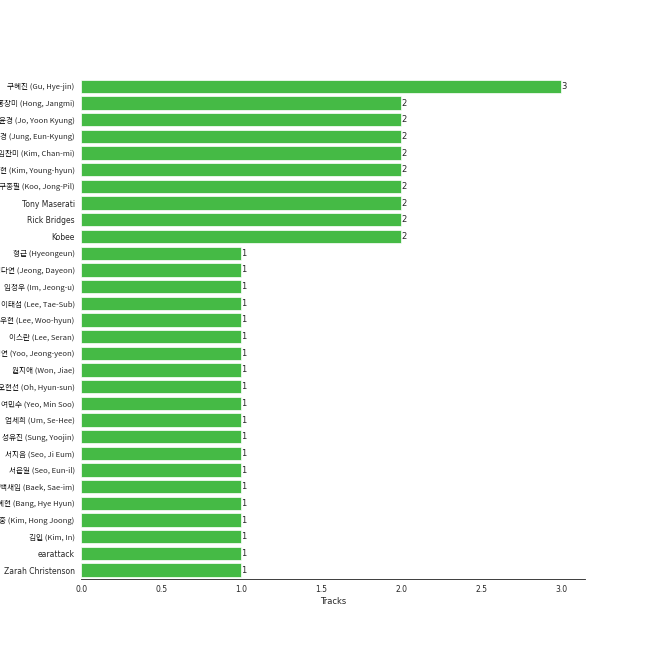 구혜진 (Gu, Hye-jin) 3
홍장미 (Hong, Jangmi) 2
윤경 (Jo, Yoon Kyung) 2
경 (Jung, Eun-Kyung) 2
김찬미 (Kim, Chan-mi) 2
현 (Kim, Young-hyun) 2
구종필 (Koo, Jong-Pil) 2
Tony Maserati 2
Rick Bridges 2
Kobee 2
형근 (Hyeongeun) 1
다연 (Jeong, Dayeon) 1
임정우 (Im, Jeong-u) 1
이태섭 (Lee, Tae-Sub) 1
우현 (Lee, Woo-hyun) 1
이스란 (Lee, Seran) 1
연 (Yoo, Jeong-yeon) 1
원지애 (Won, Jiae) 1
오현선 (Oh, Hyun-sun) 1
여민수 (Yeo, Min Soo) 1
엄세희 (Um, Se-Hee) 1
성유진 (Sung, Yoojin) 1
서지음 (Seo, Ji Eum) 1
서은일 (Seo, Eun-il) 1
백새임 (Baek, Sae-im) 1
혜현 (Bang, Hye Hyun) 1
중 (Kim, Hong Joong) 1
김인 (Kim, In) 1
earattack 1
Zarah Christenson 1
0.0 0.5 1.0 1.5 2.0 2.5 3.0
Tracks